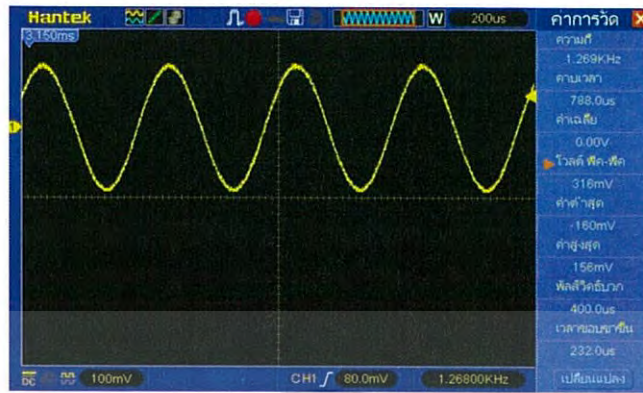 Hantek
W
200us
3.150ms
1
ค่าการวัด
ความถี่
1.269KHz
คาบเวลา
788.0us
ค่าเฉลี่ย
0.00V
โวลต์ พีค-พีค
316mV
ค่าต่ำสุด
-160mV
ค่าสูงสุด
156mV
พัลส์วิดธ์บวก
400.0us
เวลาขอบขาขึ้น
232.0us
DC
100mV
CH1
80.0mV
1.26800KHz
เปลี่ยนแปลง